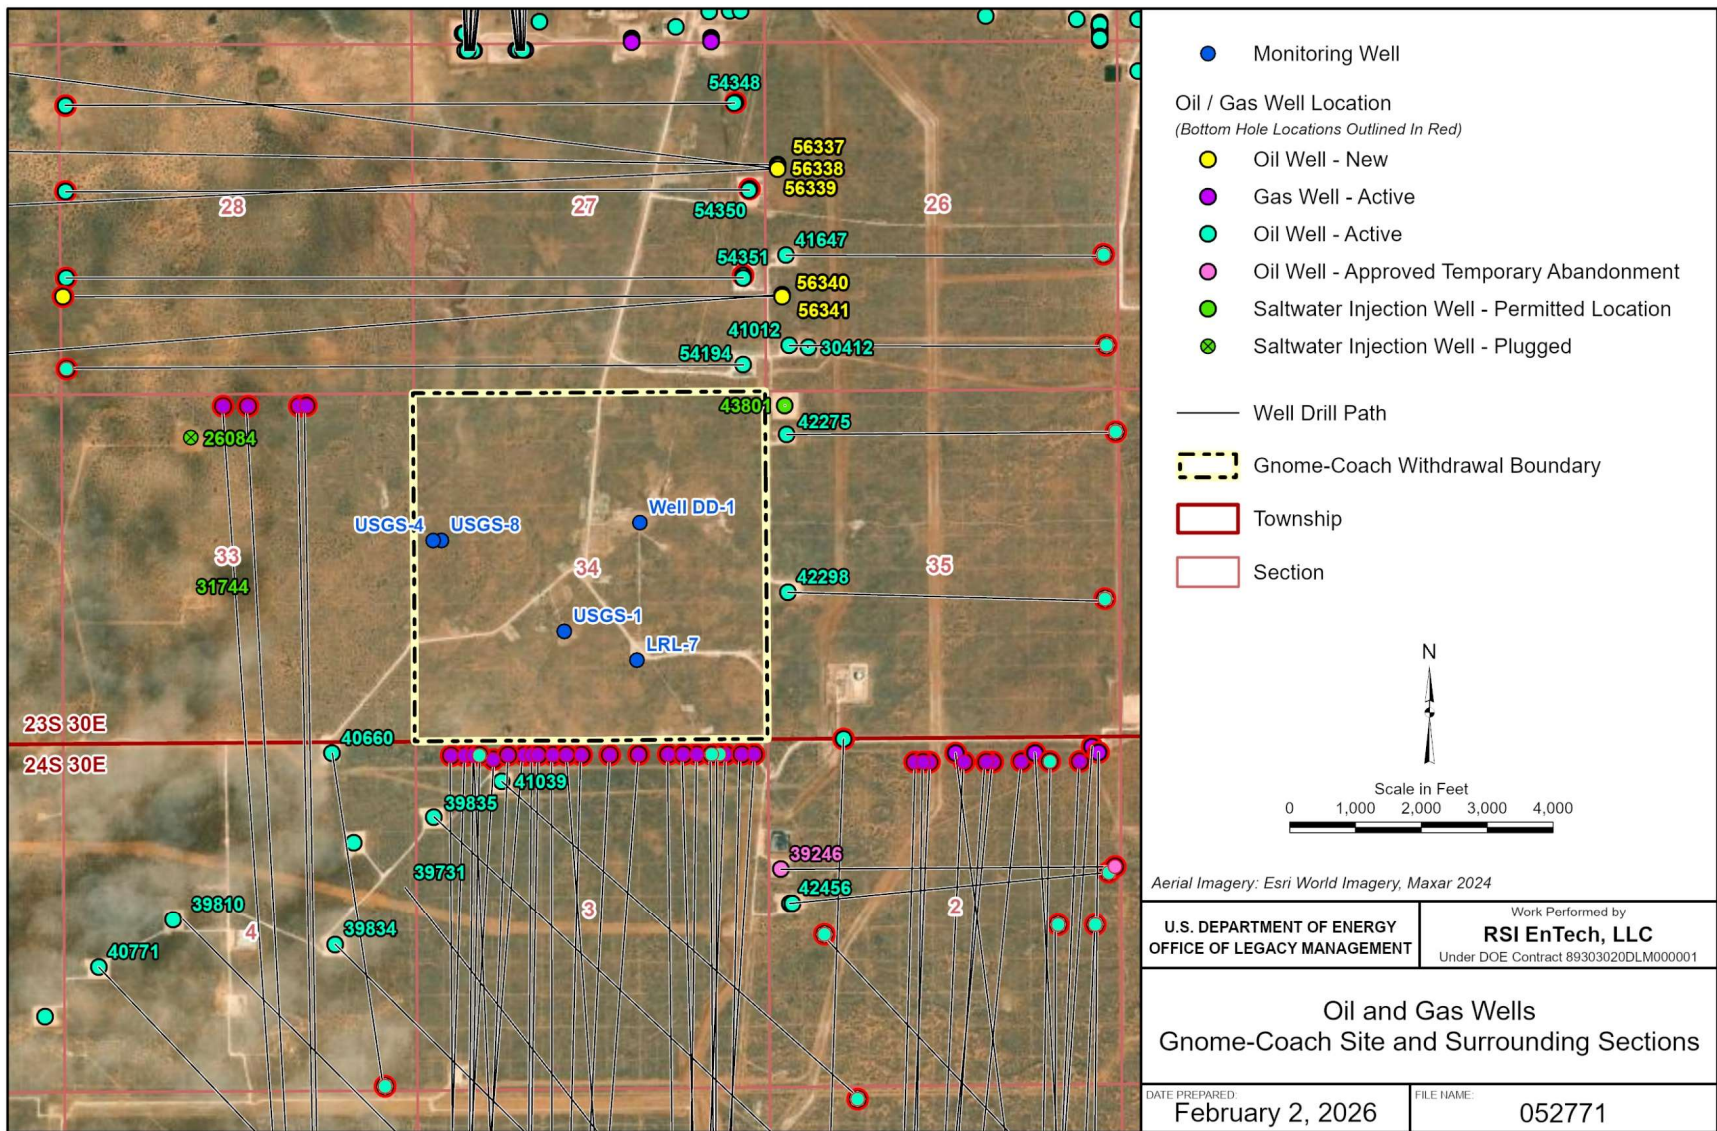 54348
56337
56338
56339
28
27
26
54350
41647
54351
56340
56341
41012
30412
54194
43801
42275
26084
Well DD-1
USGS-4
USGS-8
33
34
35
31744
42298
USGS-1
LRL-7
23S 30E
24S 30E
40660
41039
39835
39246
39731
42456
39810
3
2
4
39834
40771
Monitoring Well
Oil / Gas Well Location
(Bottom Hole Locations Outlined In Red)
Oil Well - New
Gas Well - Active
Oil Well - Active
Oil Well - Approved Temporary Abandonment
Saltwater Injection Well - Permitted Location
Saltwater Injection Well - Plugged
Well Drill Path
Gnome-Coach Withdrawal Boundary
Township
Section
N
Scale in Feet
0 1,000 2,000 3,000 4,000
Aerial Imagery: Esri World Imagery, Maxar 2024
U.S. DEPARTMENT OF ENERGY
OFFICE OF LEGACY MANAGEMENT
Work Performed by
RSI EnTech, LLC
Under DOE Contract 89303020DLM000001
Oil and Gas Wells
Gnome-Coach Site and Surrounding Sections
DATE PREPARED:
February 2, 2026
FILE NAME:
052771